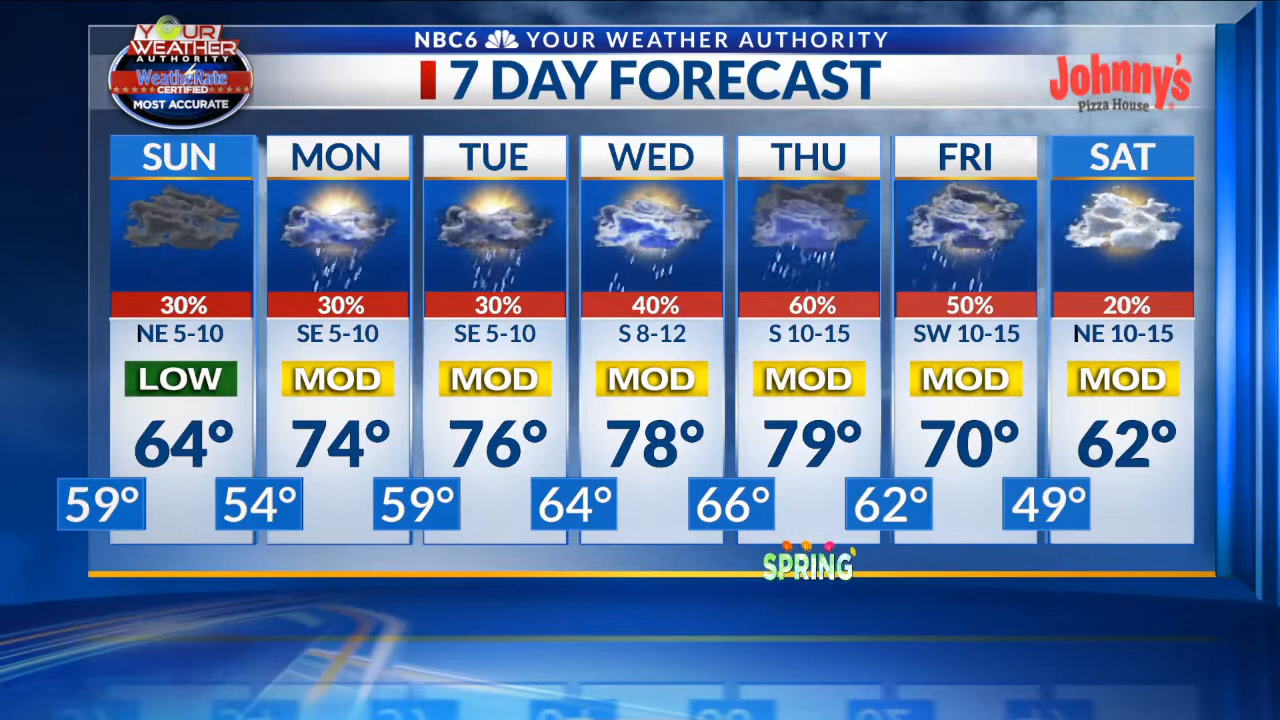 YOUR
WEATHER
AUTHORITY
WeatheRate
CERTIFIED
MOST ACCURATE
NBC6 YOUR WEATHER AUTHORITY
7 DAY FORECAST
Johnny's
Pizza House
SUN MON TUE WED THU FRI SAT
30% 30% 30% 40% 60% 50% 20%
NE 5-10 SE 5-10 SE 5-10 S 8-12 S 10-15 SW 10-15 NE 10-15
LOW MOD MOD MOD MOD MOD MOD
64° 74° 76° 78° 79° 70° 62°
59° 54° 59° 64° 66° 62° 49°
SPRING